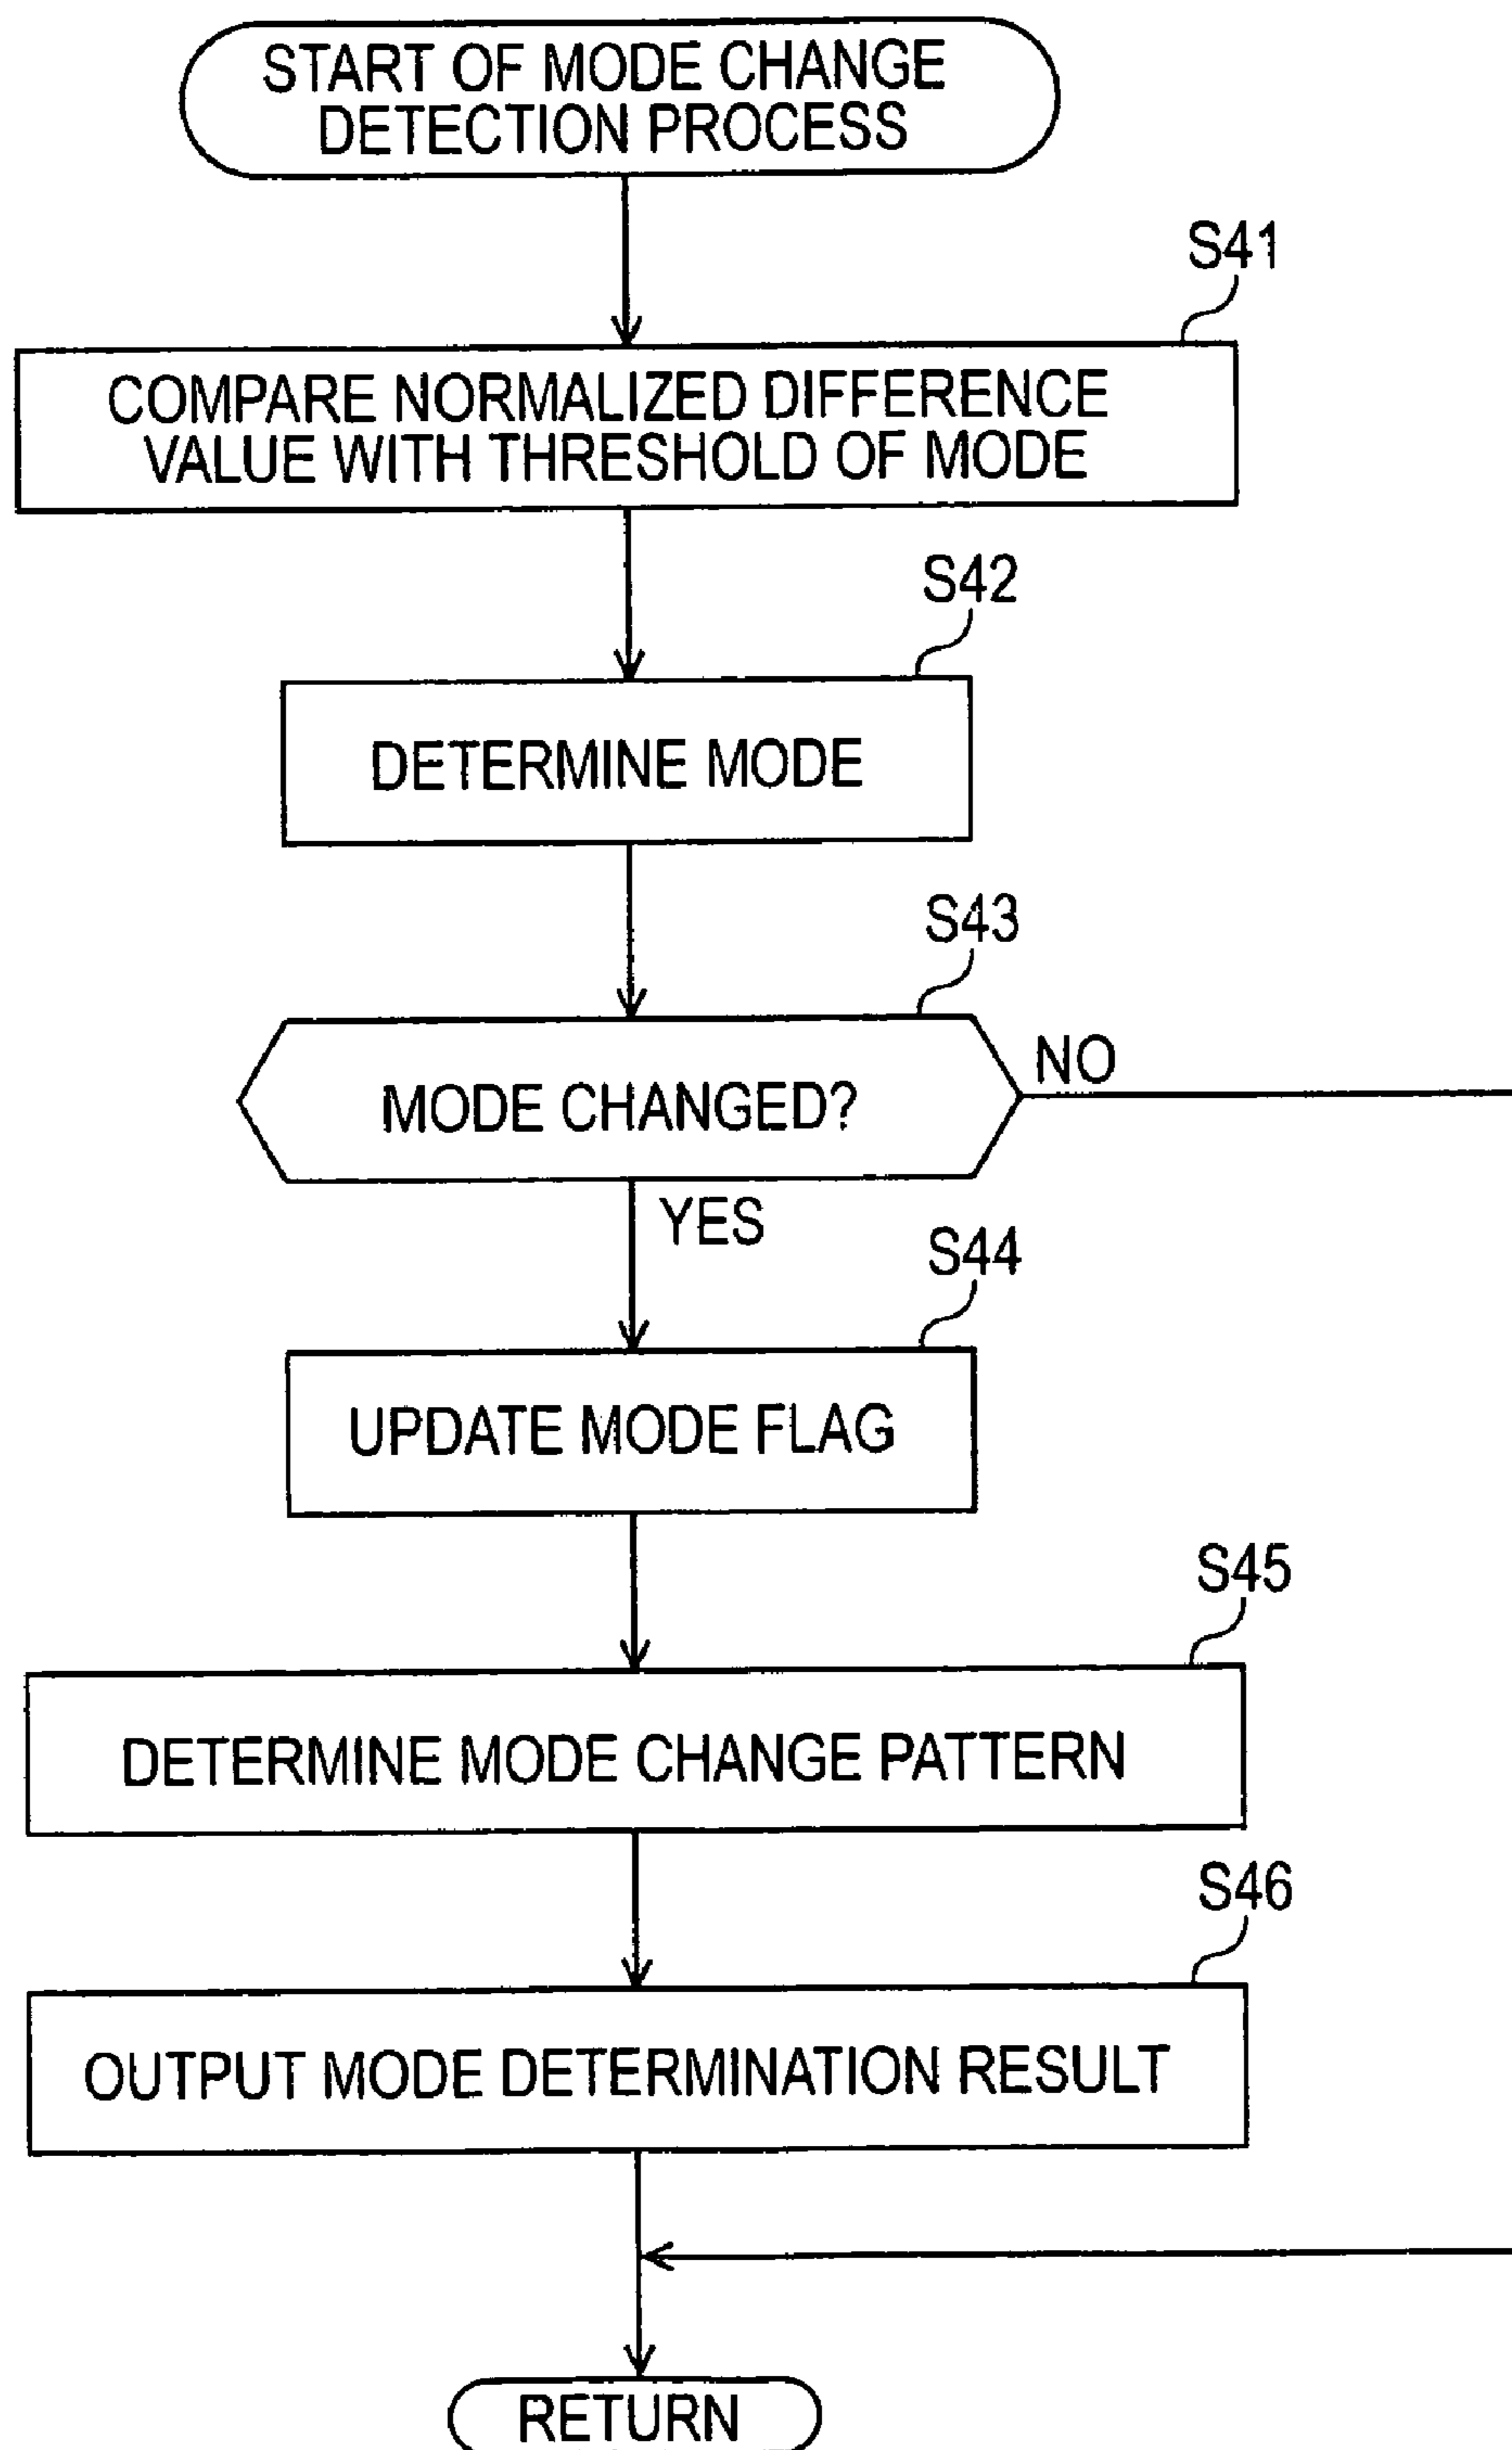 START OF MODE CHANGE
DETECTION PROCESS
S41
COMPARE NORMALIZED DIFFERENCE
VALUE WITH THRESHOLD OF MODE
S42
DETERMINE MODE
S43
MODE CHANGED?
NO
YES
S44
UPDATE MODE FLAG
S45
DETERMINE MODE CHANGE PATTERN
S46
OUTPUT MODE DETERMINATION RESULT
RETURN